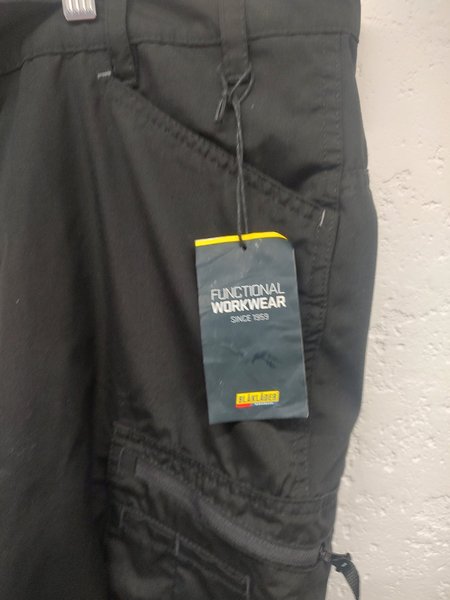 FUNCTIONAL
WORKWEAR
SINCE 1959
BLÅKLÄDER